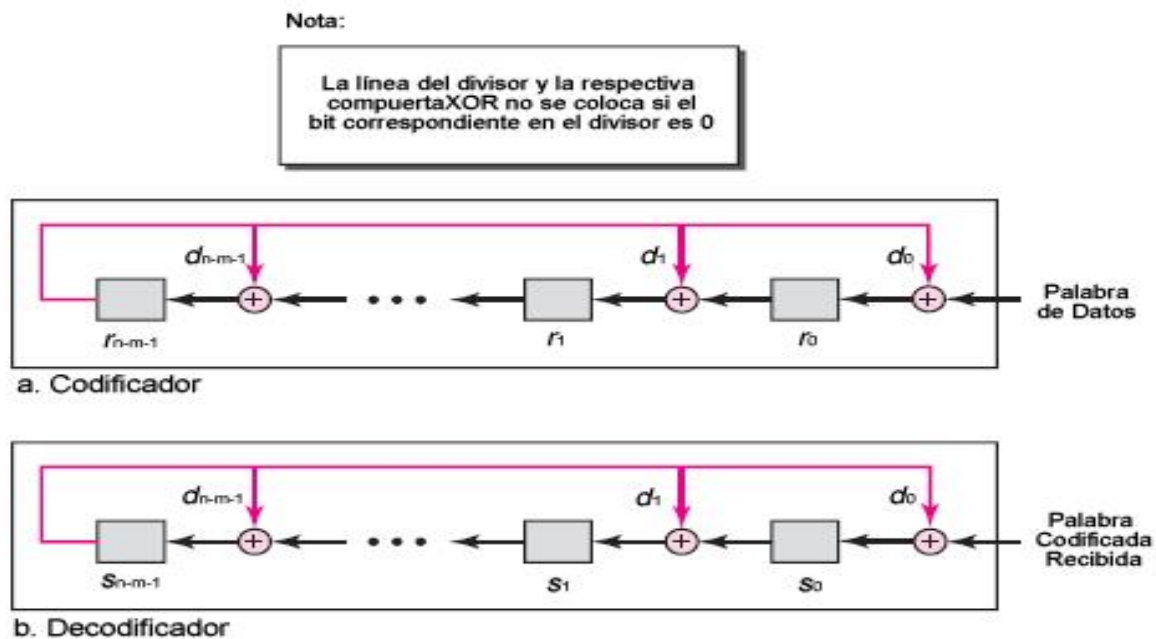 Nota:
La línea del divisor y la respectiva
compuertaXOR no se coloca si el
bit correspondiente en el divisor es 0
dn-m-1
d1
d0
Palabra
de Datos
rn-m-1
r1
r0
a. Codificador
dn-m-1
d1
d0
Palabra
Codificada
Recibida
sn-m-1
s1
s0
b. Decodificador